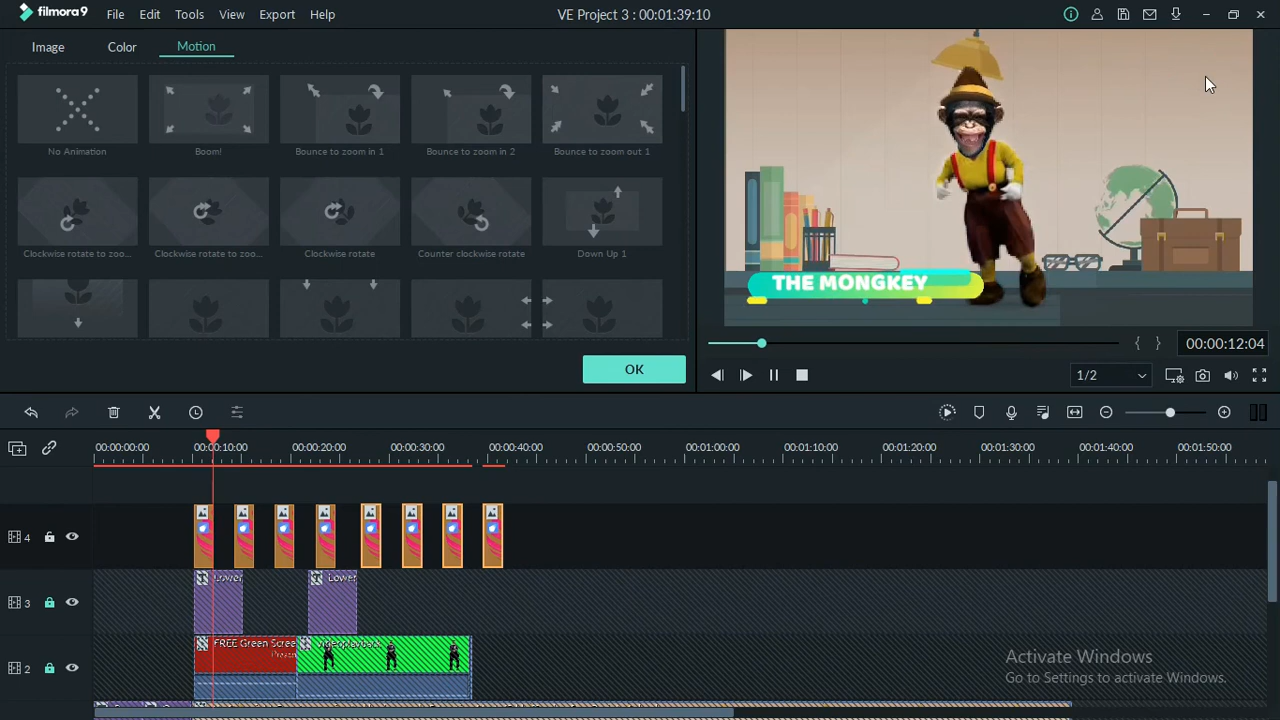 filmora9
File
Edit
Tools
View
Export
Help
VE Project 3 : 00:01:39:10
Image
Color
Motion
No Animation
Boom!
Bounce to zoom in 1
Bounce to zoom in 2
Bounce to zoom out 1
Clockwise rotate to zoo...
Clockwise rotate to zoo...
Clockwise rotate
Counter clockwise rotate
Down Up 1
OK
THE MONGKEY
00:00:12:04
1/2
00:00:00:00
00:00:10:00
00:00:20:00
00:00:30:00
00:00:40:00
00:00:50:00
00:01:00:00
00:01:10:00
00:01:20:00
00:01:30:00
00:01:40:00
00:01:50:00
4
3
Lower
Lower
2
FREE Green Scree
videoplayback
Activate Windows
Go to Settings to activate Windows.